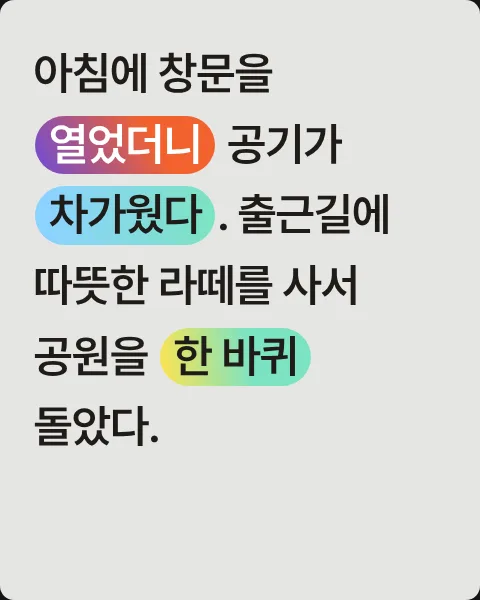 아침에 창문을
열었더니 공기가
차가웠다. 출근길에
따뜻한 라떼를 사서
공원을 한 바퀴
돌았다.